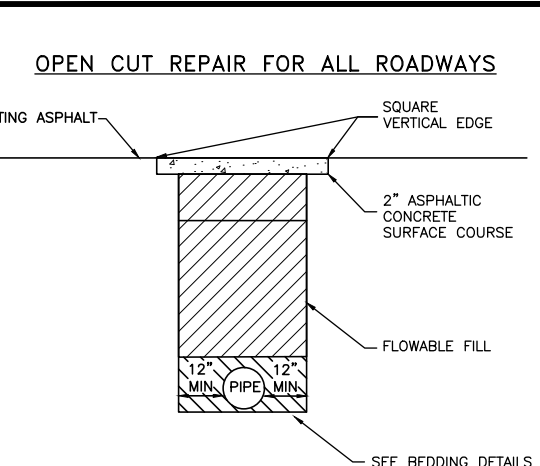 OPEN CUT REPAIR FOR ALL ROADWAYS
TING ASPHALT
SQUARE
VERTICAL EDGE
2" ASPHALTIC
CONCRETE
SURFACE COURSE
FLOWABLE FILL
12" 12"
MIN PIPE MIN
SEE BEDDING DETAILS